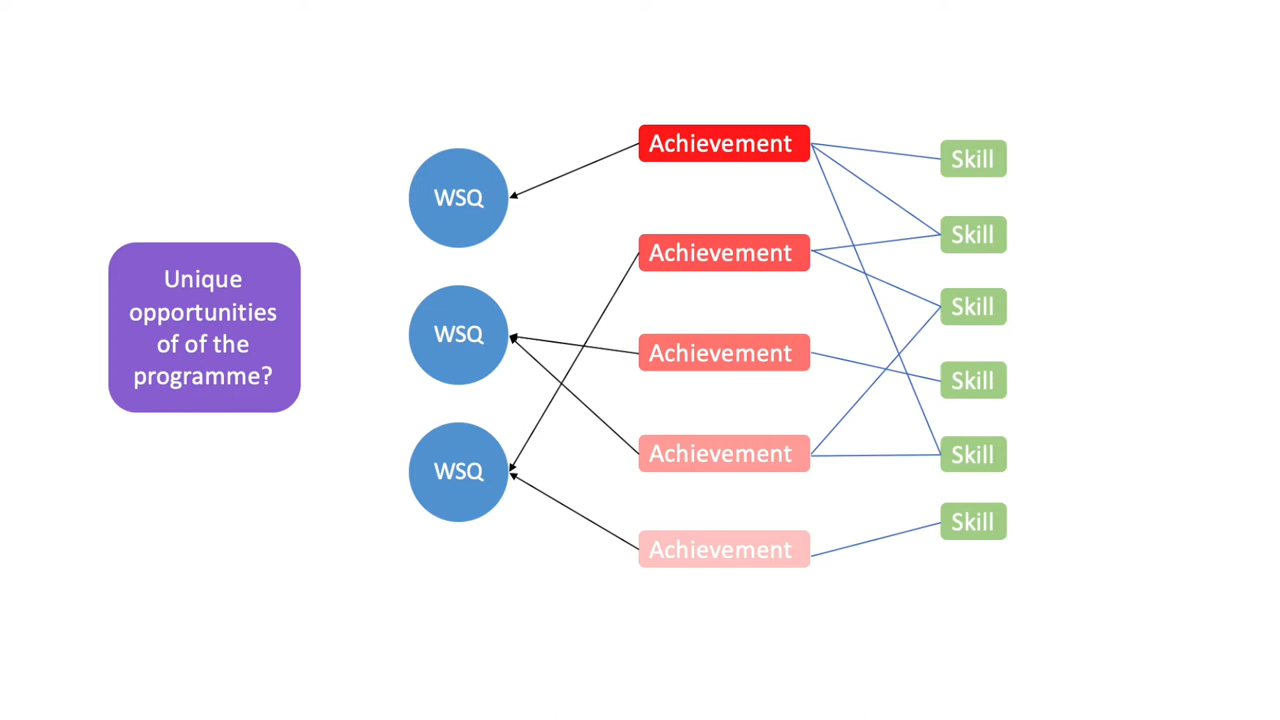 Unique
opportunities
of of the
programme?
WSQ
WSQ
WSQ
Achievement
Achievement
Achievement
Achievement
Achievement
Skill
Skill
Skill
Skill
Skill
Skill